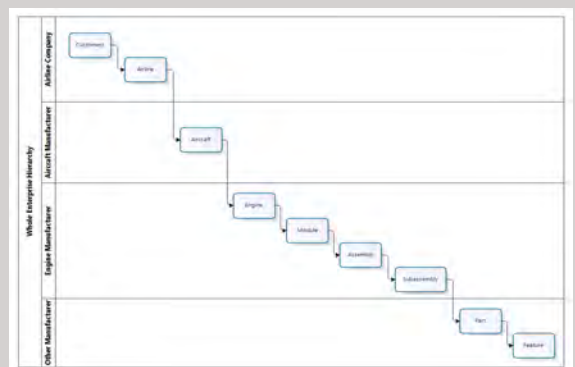 Whole Enterprise Hierarchy
Airline Company
Customers
Airline
Aircraft Manufacturer
Aircraft
Engine Manufacturer
Engine
Module
Assembly
Subassembly
Other Manufacturer
Part
Feature